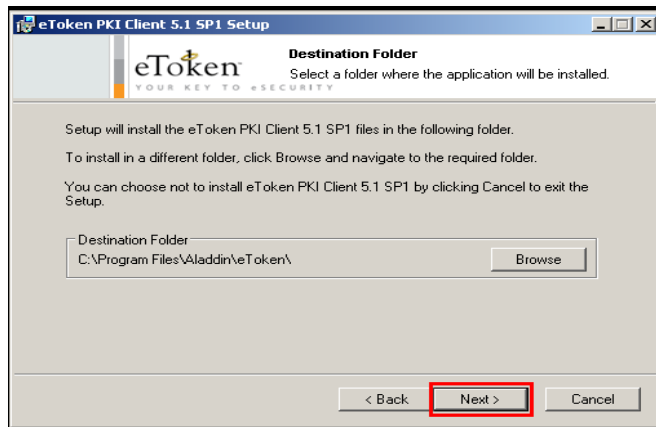 eToken PKI Client 5.1 SP1 Setup
eToken
YOUR KEY TO eSECURITY
Destination Folder
Select a folder where the application will be installed.
Setup will install the eToken PKI Client 5.1 SP1 files in the following folder.
To install in a different folder, click Browse and navigate to the required folder.
You can choose not to install eToken PKI Client 5.1 SP1 by clicking Cancel to exit the
Setup.
Destination Folder
C:\Program Files\Aladdin\eToken\
Browse
< Back
Next >
Cancel